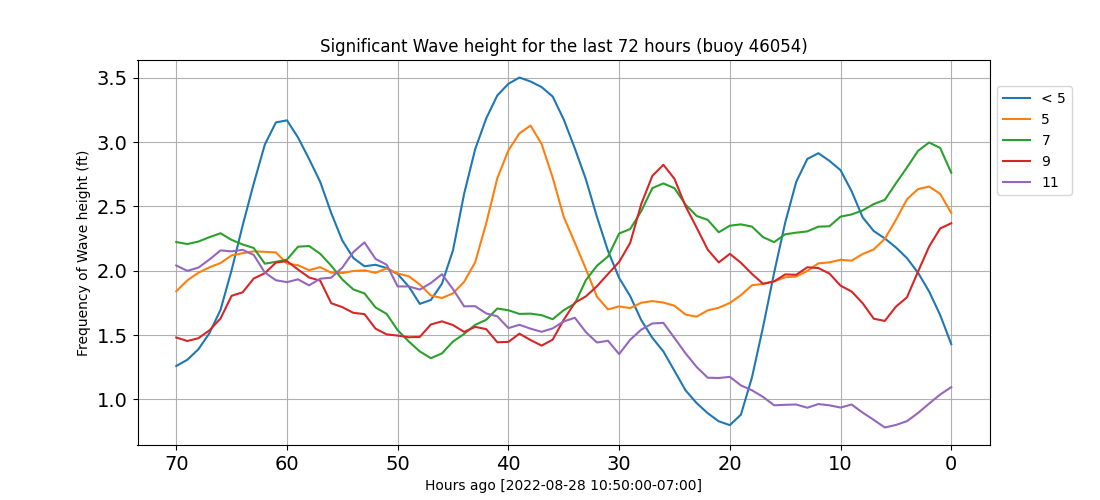 Significant Wave height for the last 72 hours (buoy 46054)
Frequency of Wave height (ft)
3.5
3.0
2.5
2.0
1.5
1.0
70 60 50 40 30 20 10 0
Hours ago [2022-08-28 10:50:00-07:00]
< 5
5
7
9
11